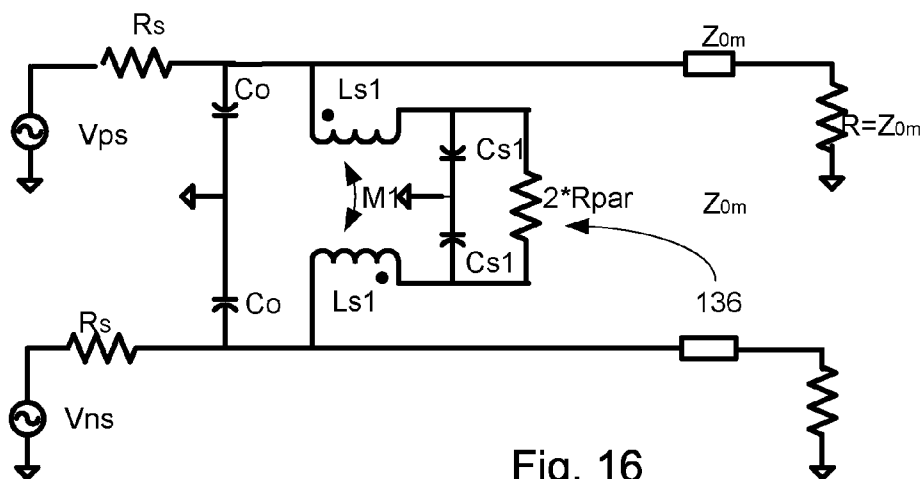 Rs
Z0m
Co
Ls1
Vps
R=Z0m
Cs1
M1
2*Rpar
Z0m
Cs1
Ls1
Co
136
Rs
Vns
Fig. 16